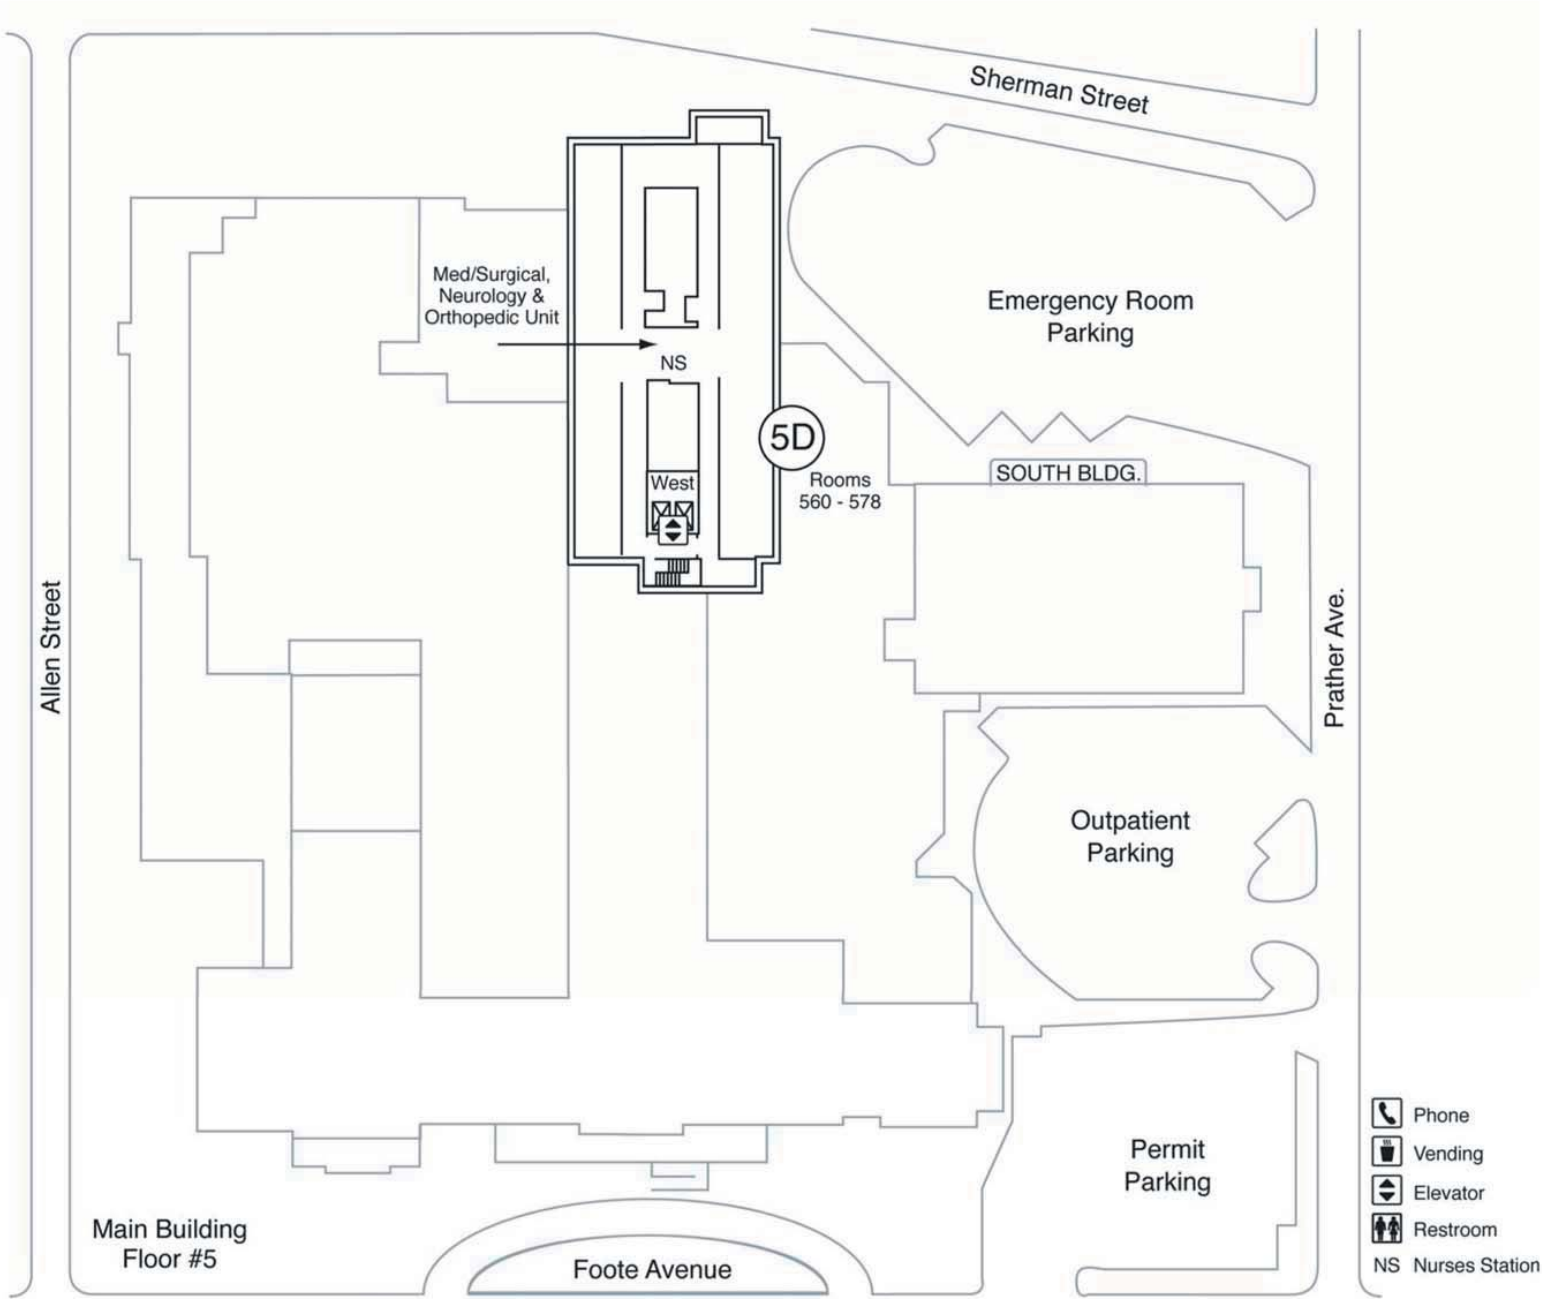 Sherman Street
Med/Surgical,
Neurology &
Orthopedic Unit
NS
Emergency Room
Parking
5D
Rooms
560 - 578
West
SOUTH BLDG.
Allen Street
Prather Ave.
Outpatient
Parking
Permit
Parking
Main Building
Floor #5
Foote Avenue
Phone
Vending
Elevator
Restroom
NS Nurses Station